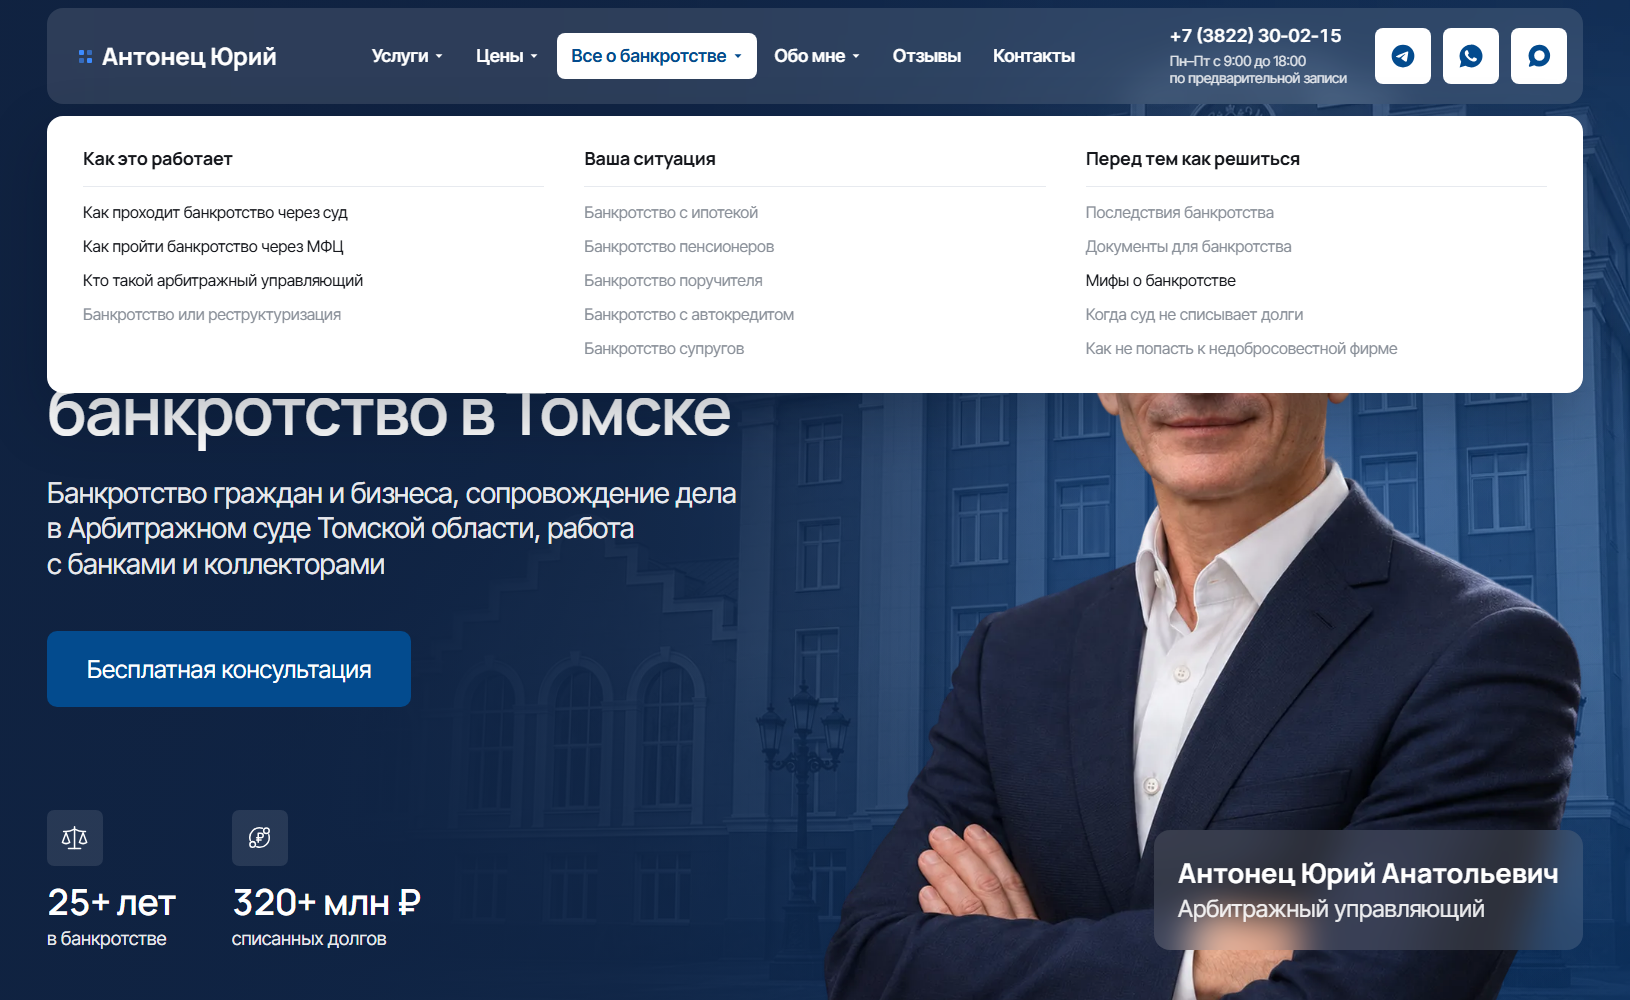 Антонец Юрий
Услуги
Цены
Все о банкротстве
Обо мне
Отзывы
Контакты
+7 (3822) 30-02-15
Пн–Пт с 9:00 до 18:00
по предварительной записи
Как это работает
Как проходит банкротство через суд
Как пройти банкротство через МФЦ
Кто такой арбитражный управляющий
Банкротство или реструктуризация
Ваша ситуация
Банкротство с ипотекой
Банкротство пенсионеров
Банкротство поручителя
Банкротство с автокредитом
Банкротство супругов
Перед тем как решиться
Последствия банкротства
Документы для банкротства
Мифы о банкротстве
Когда суд не списывает долги
Как не попасть к недобросовестной фирме
банкротство в Томске
Банкротство граждан и бизнеса, сопровождение дела
в Арбитражном суде Томской области, работа
с банками и коллекторами
Бесплатная консультация
25+ лет
в банкротстве
320+ млн ₽
списанных долгов
Антонец Юрий Анатольевич
Арбитражный управляющий